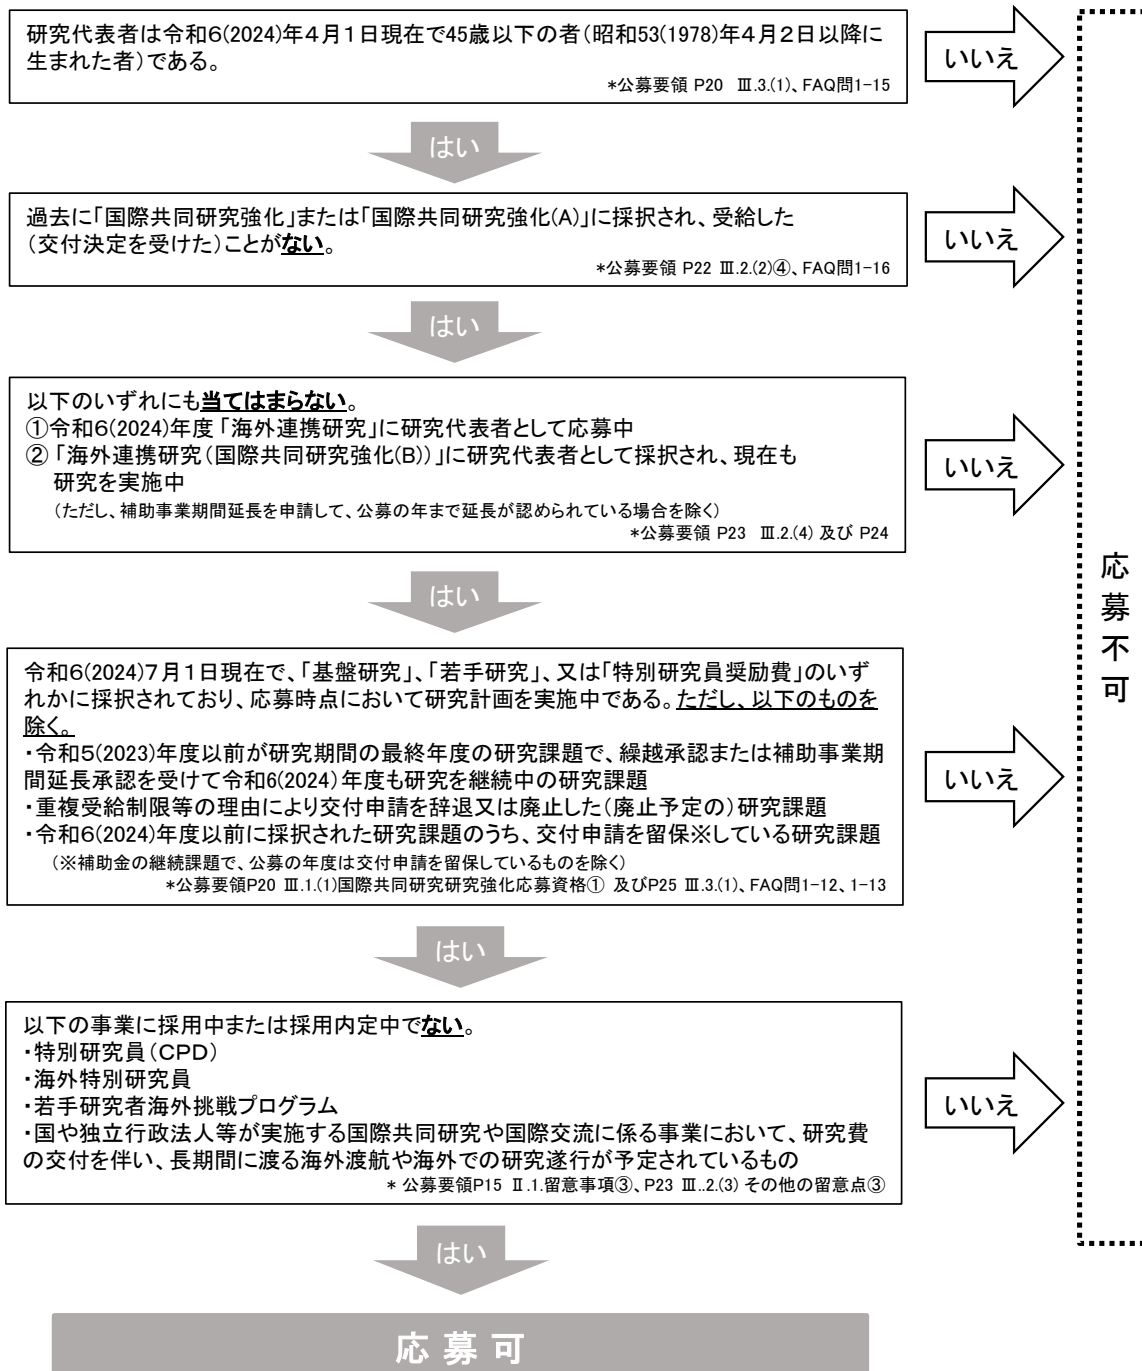 研究代表者は令和6(2024)年4月1日現在で45歳以下の者(昭和53(1978)年4月2日以降に
生まれた者)である。
*公募要領 P20 Ⅲ.3.(1)、FAQ問1-15
いいえ
はい
過去に「国際共同研究強化」または「国際共同研究強化(A)」に採択され、受給した
(交付決定を受けた)ことがない。
*公募要領 P22 Ⅲ.2.(2)④、FAQ問1-16
いいえ
はい
以下のいずれにも当てはまらない。
①令和6(2024)年度「海外連携研究」に研究代表者として応募中
②「海外連携研究(国際共同研究強化(B))」に研究代表者として採択され、現在も
研究を実施中
(ただし、補助事業期間延長を申請して、公募の年まで延長が認められている場合を除く)
*公募要領 P23 Ⅲ.2.(4) 及び P24
いいえ
はい
令和6(2024)7月1日現在で、「基盤研究」、「若手研究」、又は「特別研究員奨励費」のいず
れかに採択されており、応募時点において研究計画を実施中である。ただし、以下のものを
除く。
・令和5(2023)年度以前が研究期間の最終年度の研究課題で、繰越承認または補助事業期
間延長承認を受けて令和6(2024)年度も研究を継続中の研究課題
・重複受給制限等の理由により交付申請を辞退又は廃止した(廃止予定の)研究課題
・令和6(2024)年度以前に採択された研究課題のうち、交付申請を留保※している研究課題
(※補助金の継続課題で、公募の年度は交付申請を留保しているものを除く)
*公募要領P20 Ⅲ.1.(1)国際共同研究研究強化応募資格① 及びP25 Ⅲ.3.(1)、FAQ問1-12、1-13
いいえ
はい
以下の事業に採用中または採用内定中でない。
・特別研究員(CPD)
・海外特別研究員
・若手研究者海外挑戦プログラム
・国や独立行政法人等が実施する国際共同研究や国際交流に係る事業において、研究費
の交付を伴い、長期間に渡る海外渡航や海外での研究遂行が予定されているもの
* 公募要領P15 Ⅱ.1.留意事項③、P23 Ⅲ..2.(3) その他の留意点③
いいえ
はい
応募可
応募不可